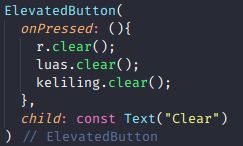 ElevatedButton(
  onPressed: (){
    r.clear();
    luas.clear();
    keliling.clear();
  },
  child: const Text("Clear")
) // ElevatedButton